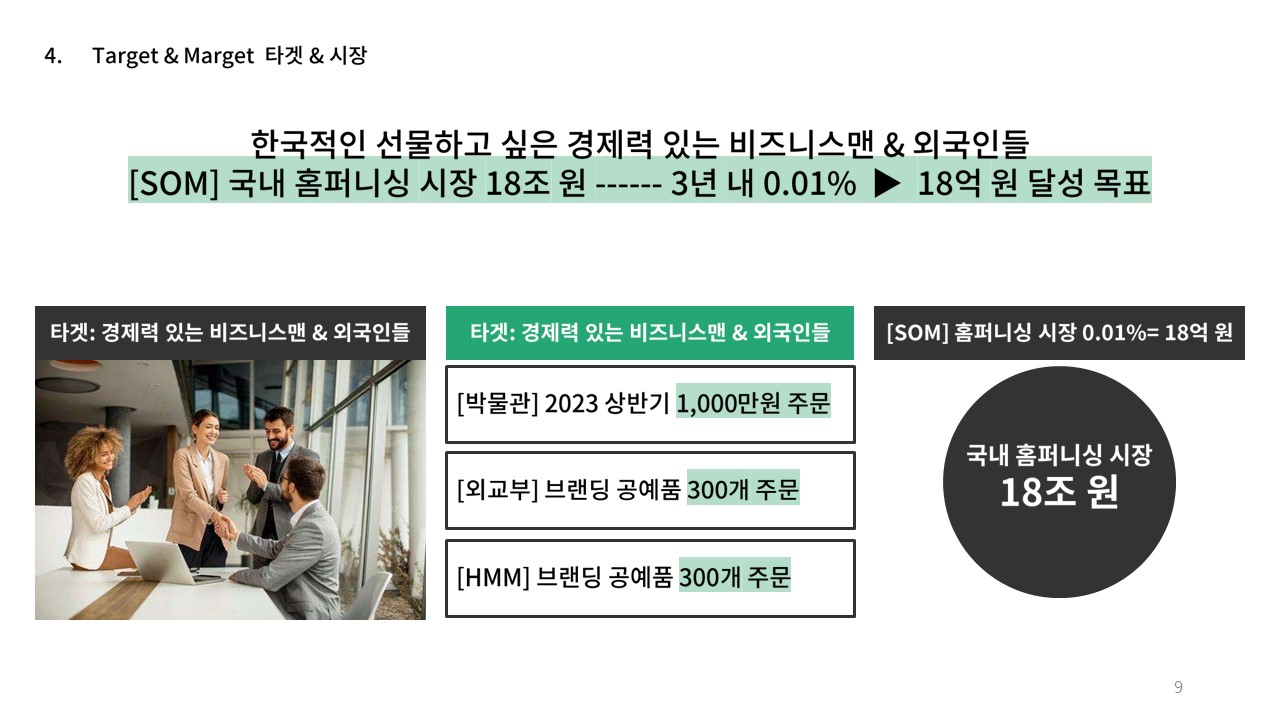 4. Target & Marget 타겟 & 시장
한국적인 선물하고 싶은 경제력 있는 비즈니스맨 & 외국인들
[SOM] 국내 홈퍼니싱 시장 18조 원 ------ 3년 내 0.01% ▶ 18억 원 달성 목표
타겟: 경제력 있는 비즈니스맨 & 외국인들
타겟: 경제력 있는 비즈니스맨 & 외국인들
[박물관] 2023 상반기 1,000만원 주문
[외교부] 브랜딩 공예품 300개 주문
[HMM] 브랜딩 공예품 300개 주문
[SOM] 홈퍼니싱 시장 0.01%= 18억 원
국내 홈퍼니싱 시장
18조 원
9